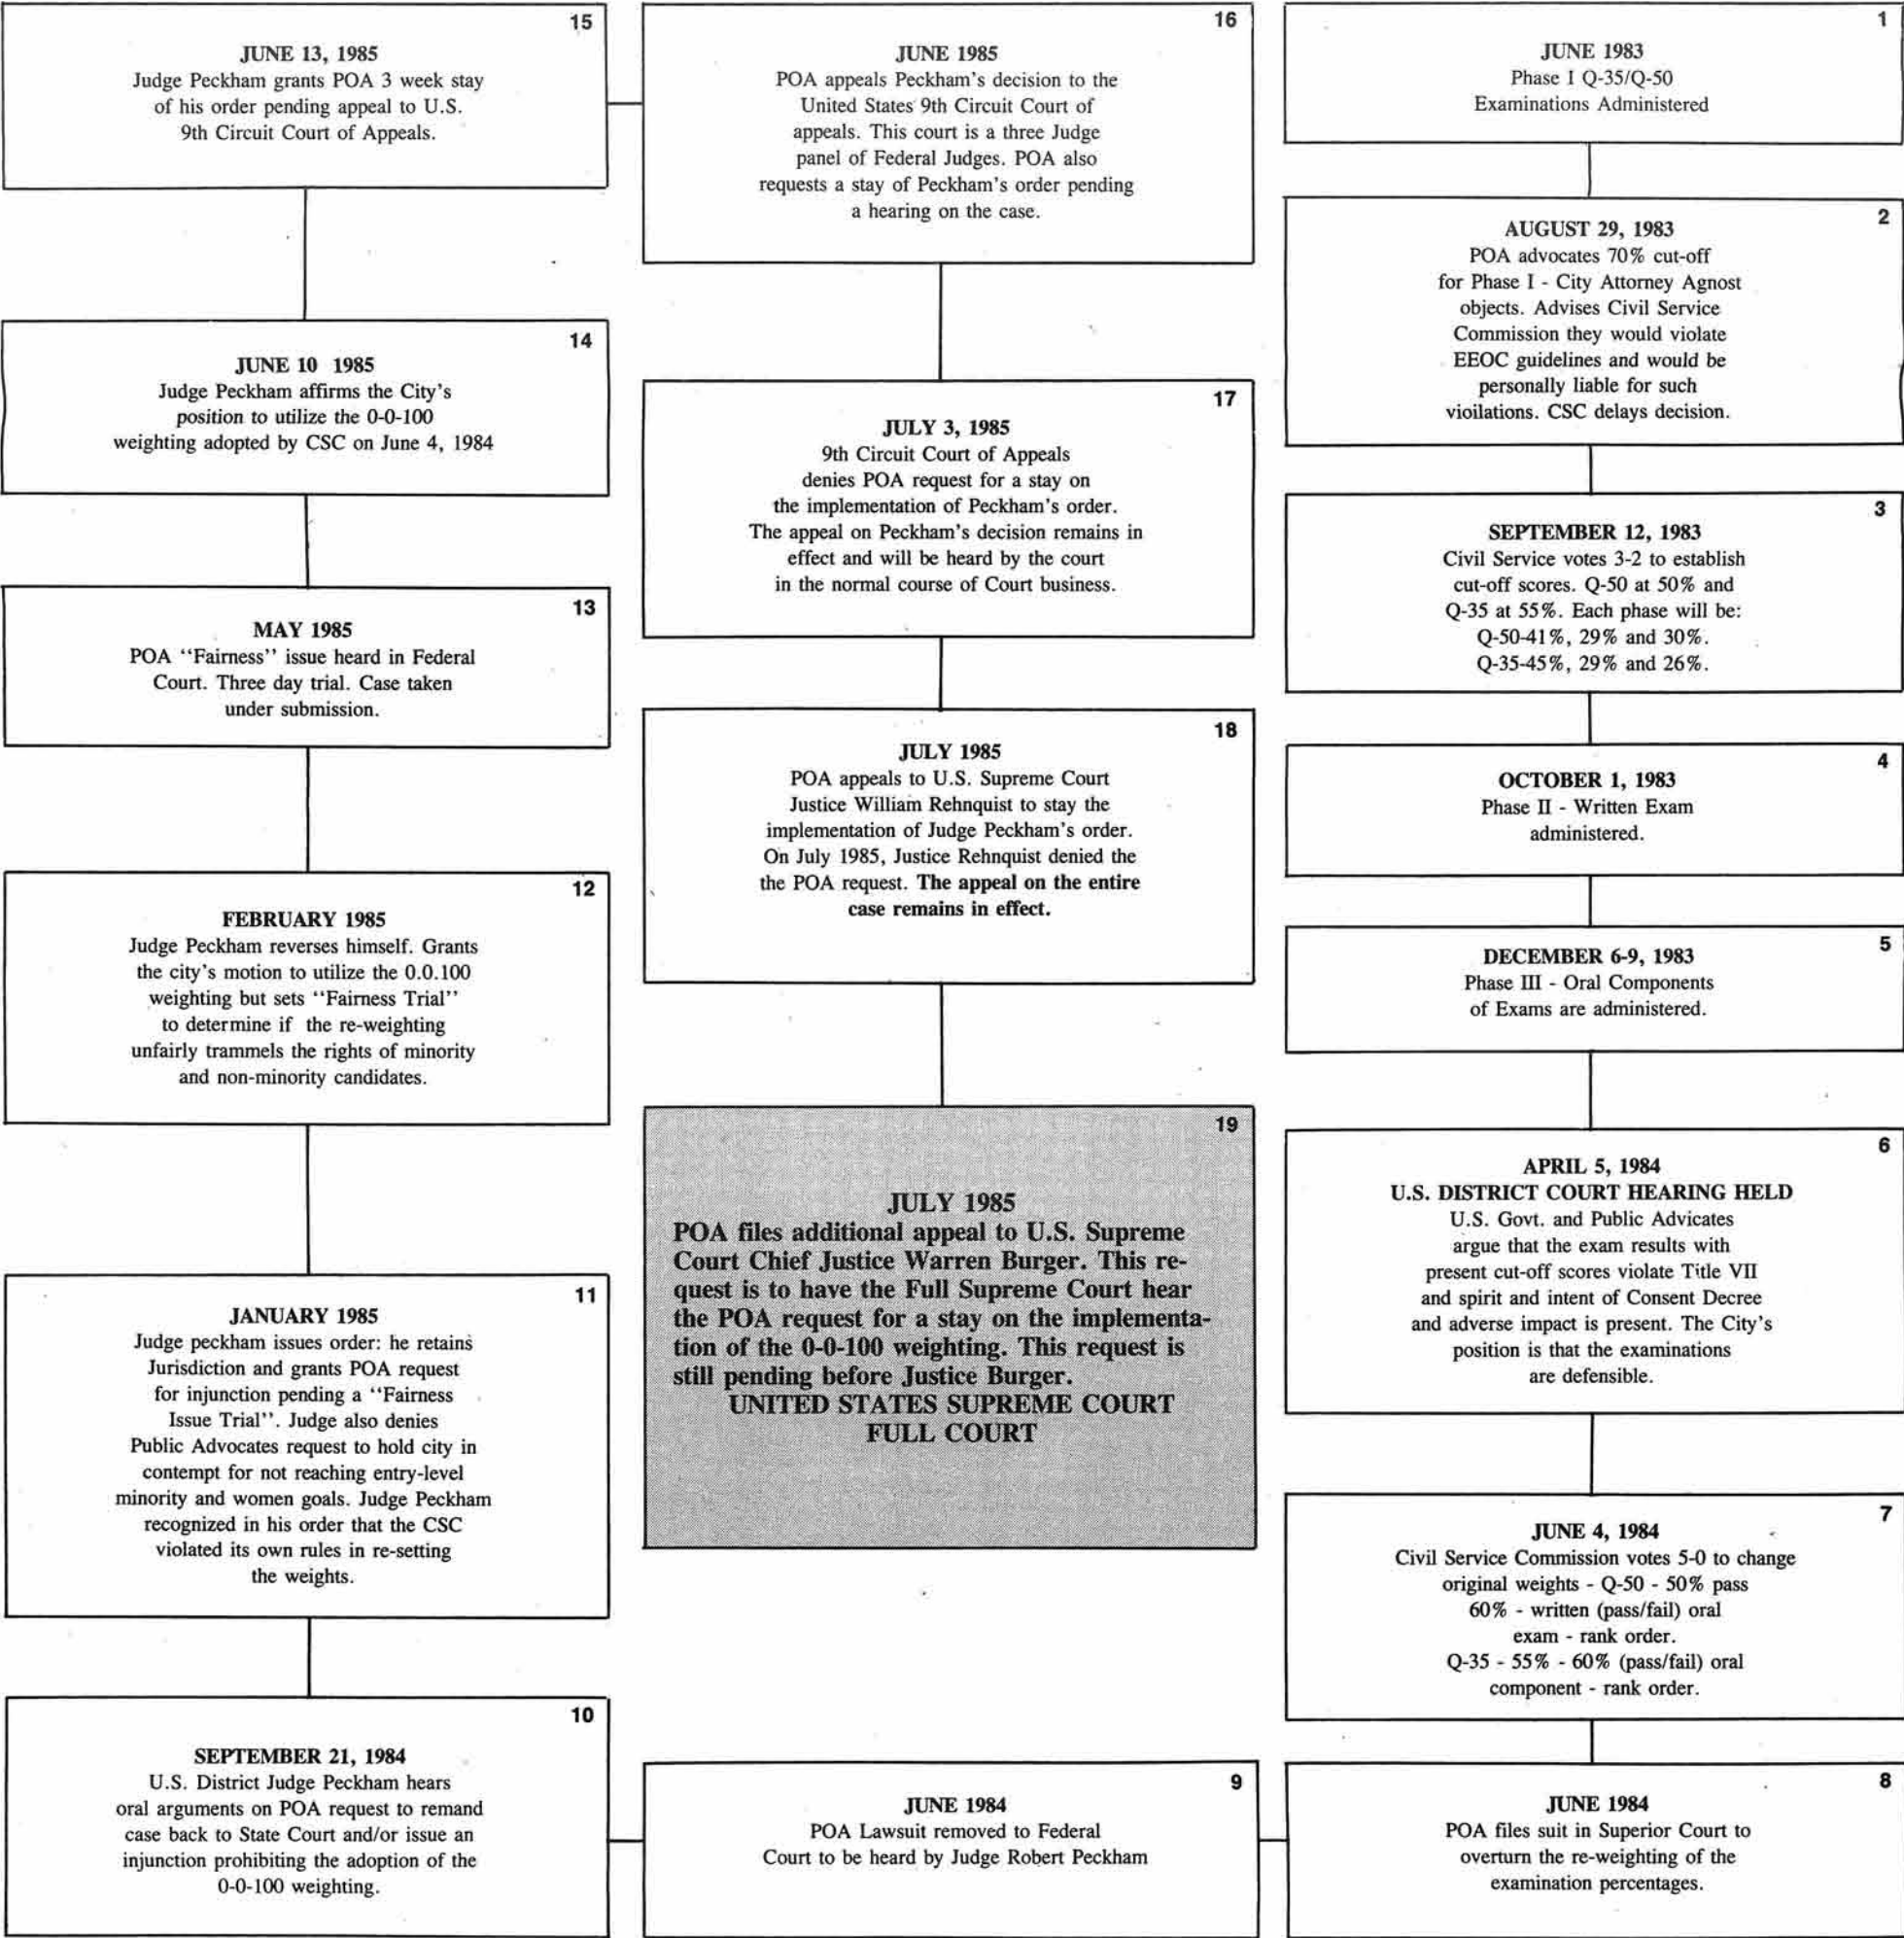 1
JUNE 1983
Phase I Q-35/Q-50
Examinations Administered
2
AUGUST 29, 1983
POA advocates 70% cut-off
for Phase I - City Attorney Agnost
objects. Advises Civil Service
Commission they would violate
EEOC guidelines and would be
personally liable for such
vioilations. CSC delays decision.
3
SEPTEMBER 12, 1983
Civil Service votes 3-2 to establish
cut-off scores. Q-50 at 50% and
Q-35 at 55%. Each phase will be:
Q-50-41%, 29% and 30%.
Q-35-45%, 29% and 26%.
4
OCTOBER 1, 1983
Phase II - Written Exam
administered.
5
DECEMBER 6-9, 1983
Phase III - Oral Components
of Exams are administered.
6
APRIL 5, 1984
U.S. DISTRICT COURT HEARING HELD
U.S. Govt. and Public Advicates
argue that the exam results with
present cut-off scores violate Title VII
and spirit and intent of Consent Decree
and adverse impact is present. The City's
position is that the examinations
are defensible.
7
JUNE 4, 1984
Civil Service Commission votes 5-0 to change
original weights - Q-50 - 50% pass
60% - written (pass/fail) oral
exam - rank order.
Q-35 - 55% - 60% (pass/fail) oral
component - rank order.
8
JUNE 1984
POA files suit in Superior Court to
overturn the re-weighting of the
examination percentages.
9
JUNE 1984
POA Lawsuit removed to Federal
Court to be heard by Judge Robert Peckham
10
SEPTEMBER 21, 1984
U.S. District Judge Peckham hears
oral arguments on POA request to remand
case back to State Court and/or issue an
injunction prohibiting the adoption of the
0-0-100 weighting.
11
JANUARY 1985
Judge peckham issues order: he retains
Jurisdiction and grants POA request
for injunction pending a "Fairness
Issue Trial". Judge also denies
Public Advocates request to hold city in
contempt for not reaching entry-level
minority and women goals. Judge Peckham
recognized in his order that the CSC
violated its own rules in re-setting
the weights.
12
FEBRUARY 1985
Judge Peckham reverses himself. Grants
the city's motion to utilize the 0.0.100
weighting but sets "Fairness Trial"
to determine if the re-weighting
unfairly trammels the rights of minority
and non-minority candidates.
13
MAY 1985
POA "Fairness" issue heard in Federal
Court. Three day trial. Case taken
under submission.
14
JUNE 10 1985
Judge Peckham affirms the City's
position to utilize the 0-0-100
weighting adopted by CSC on June 4, 1984
15
JUNE 13, 1985
Judge Peckham grants POA 3 week stay
of his order pending appeal to U.S.
9th Circuit Court of Appeals.
16
JUNE 1985
POA appeals Peckham's decision to the
United States 9th Circuit Court of
appeals. This court is a three Judge
panel of Federal Judges. POA also
requests a stay of Peckham's order pending
a hearing on the case.
17
JULY 3, 1985
9th Circuit Court of Appeals
denies POA request for a stay on
the implementation of Peckham's order.
The appeal on Peckham's decision remains in
effect and will be heard by the court
in the normal course of Court business.
18
JULY 1985
POA appeals to U.S. Supreme Court
Justice William Rehnquist to stay the
implementation of Judge Peckham's order.
On July 1985, Justice Rehnquist denied the
the POA request. The appeal on the entire
case remains in effect.
19
JULY 1985
POA files additional appeal to U.S. Supreme
Court Chief Justice Warren Burger. This re-
quest is to have the Full Supreme Court hear
the POA request for a stay on the implementa-
tion of the 0-0-100 weighting. This request is
still pending before Justice Burger.
UNITED STATES SUPREME COURT
FULL COURT